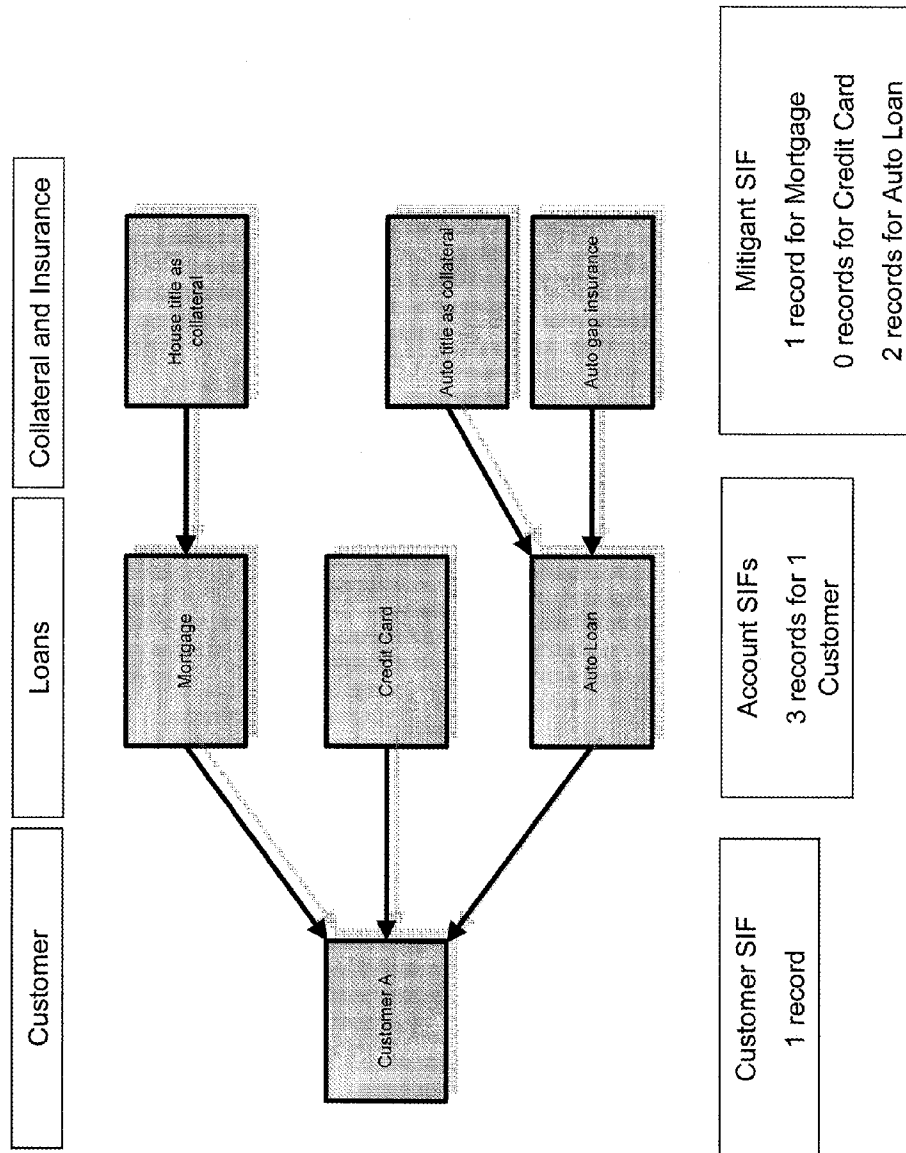 Customer
Loans
Collateral and Insurance
Customer A
Mortgage
Credit Card
Auto Loan
House title as
collateral
Auto title as collateral
Auto gap insurance
Customer SIF
1 record
Account SIFs
3 records for 1
Customer
Mitigant SIF
1 record for Mortgage
0 records for Credit Card
2 records for Auto Loan